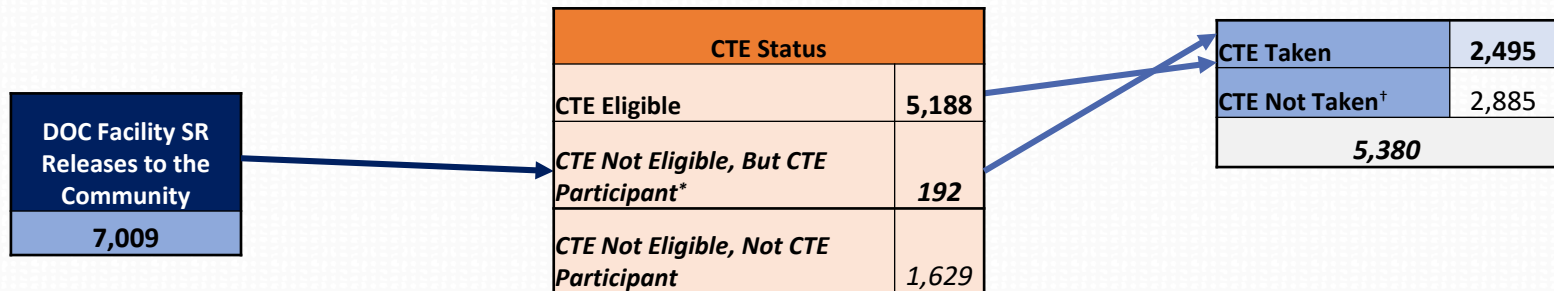 DOC Facility SR
Releases to the
Community
7,009
CTE Status
CTE Eligible 5,188
CTE Not Eligible, But CTE
Participant* 192
CTE Not Eligible, Not CTE
Participant 1,629
CTE Taken 2,495
CTE Not Taken† 2,885
5,380